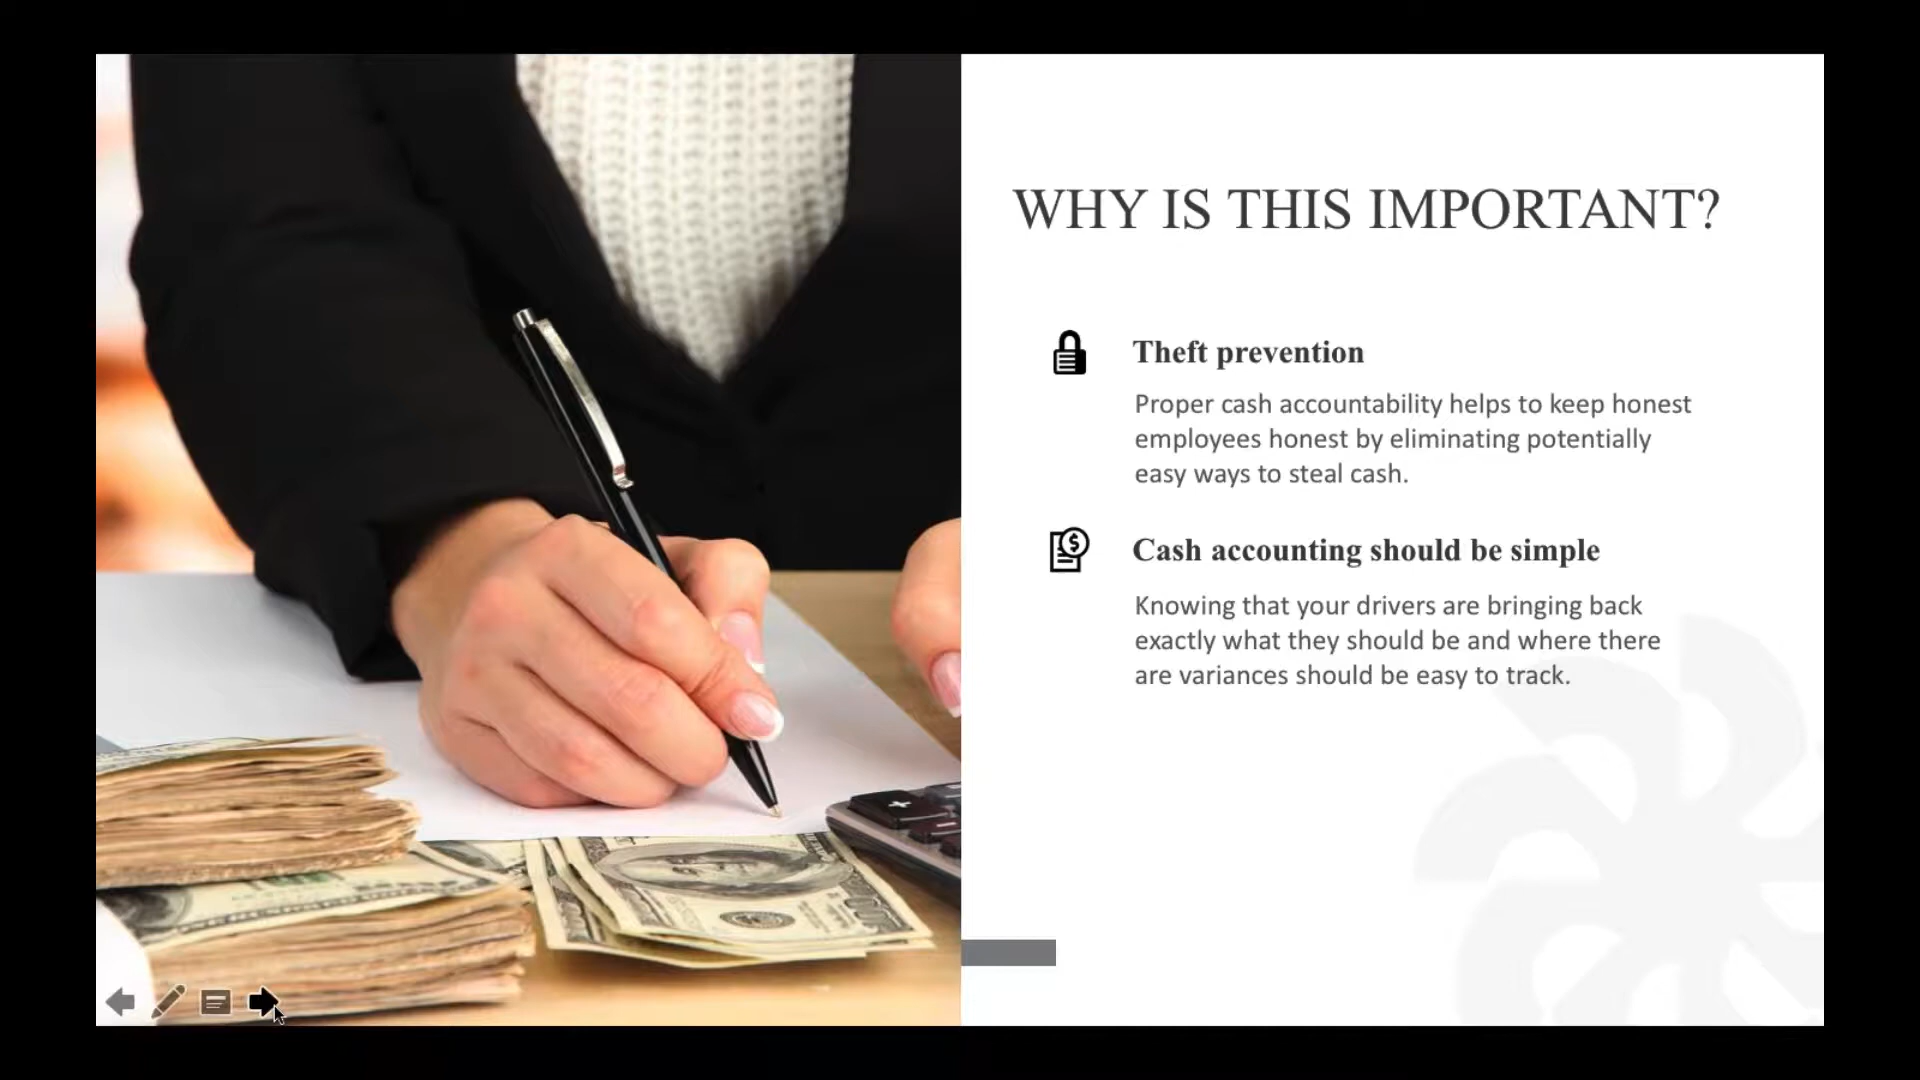 WHY IS THIS IMPORTANT?
Theft prevention
Proper cash accountability helps to keep honest
employees honest by eliminating potentially
easy ways to steal cash.
$
Cash accounting should be simple
Knowing that your drivers are bringing back
exactly what they should be and where there
are variances should be easy to track.